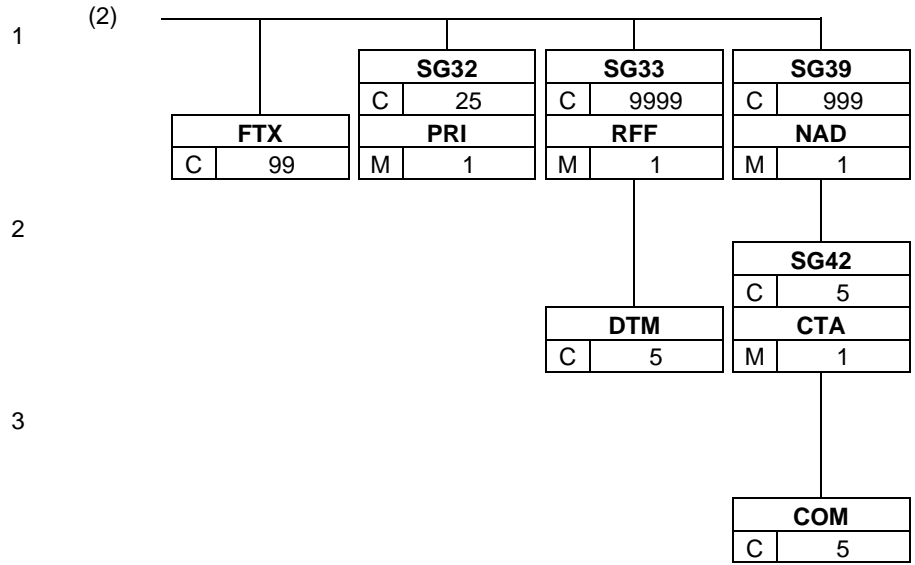 (2)
1
SG32 SG33 SG39
C 25 C 9999 C 999
FTX PRI RFF NAD
C 99 M 1 M 1 M 1
2
SG42
C 5
DTM CTA
C 5 M 1
3
COM
C 5